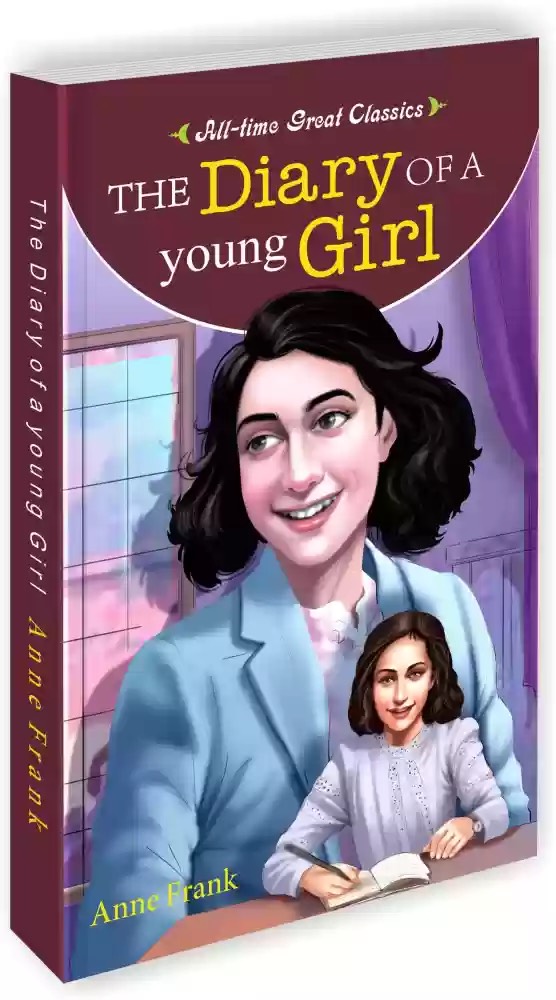 All-time Great Classics
THE Diary OF A
young Girl
Anne Frank
The Diary of a young Girl Anne Frank